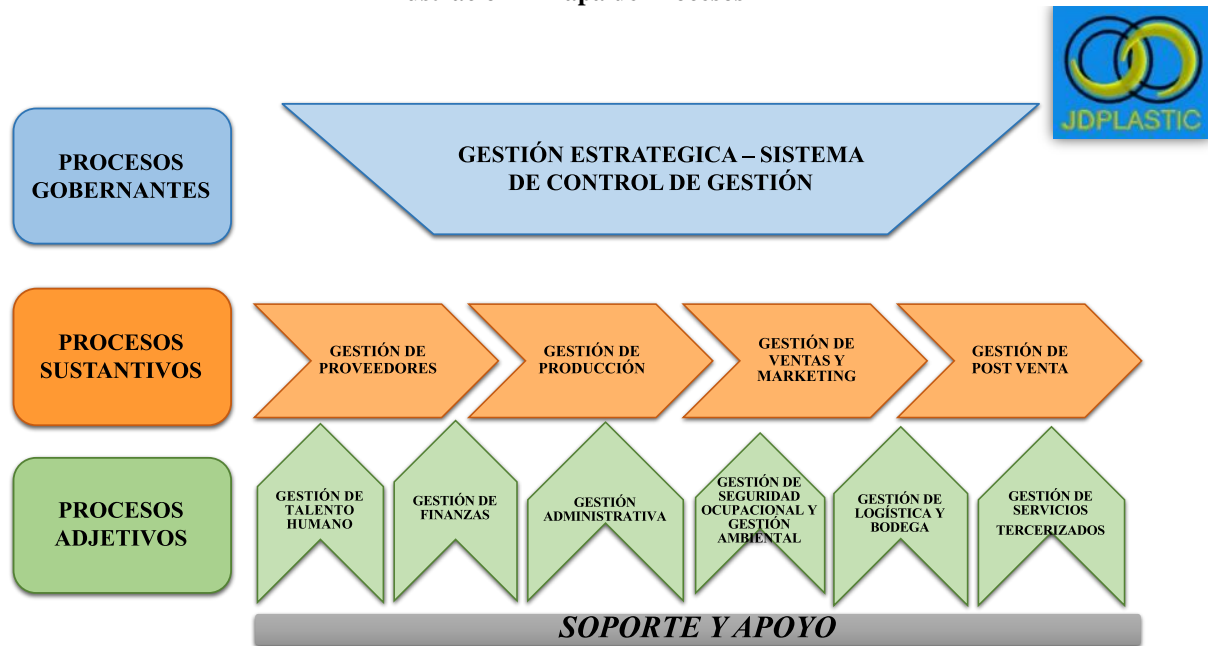 JDPLASTIC
PROCESOS
GOBERNANTES
GESTIÓN ESTRATEGICA – SISTEMA
DE CONTROL DE GESTIÓN
PROCESOS
SUSTANTIVOS
GESTIÓN DE
PROVEEDORES
GESTIÓN DE
PRODUCCIÓN
GESTIÓN DE
VENTAS Y
MARKETING
GESTIÓN DE
POST VENTA
PROCESOS
ADJETIVOS
GESTIÓN DE
TALENTO
HUMANO
GESTIÓN DE
FINANZAS
GESTIÓN
ADMINISTRATIVA
GESTIÓN DE
SEGURIDAD
OCUPACIONAL Y
GESTIÓN
AMBIENTAL
GESTIÓN DE
LOGÍSTICA Y
BODEGA
GESTIÓN DE
SERVICIOS
TERCERIZADOS
SOPORTE Y APOYO